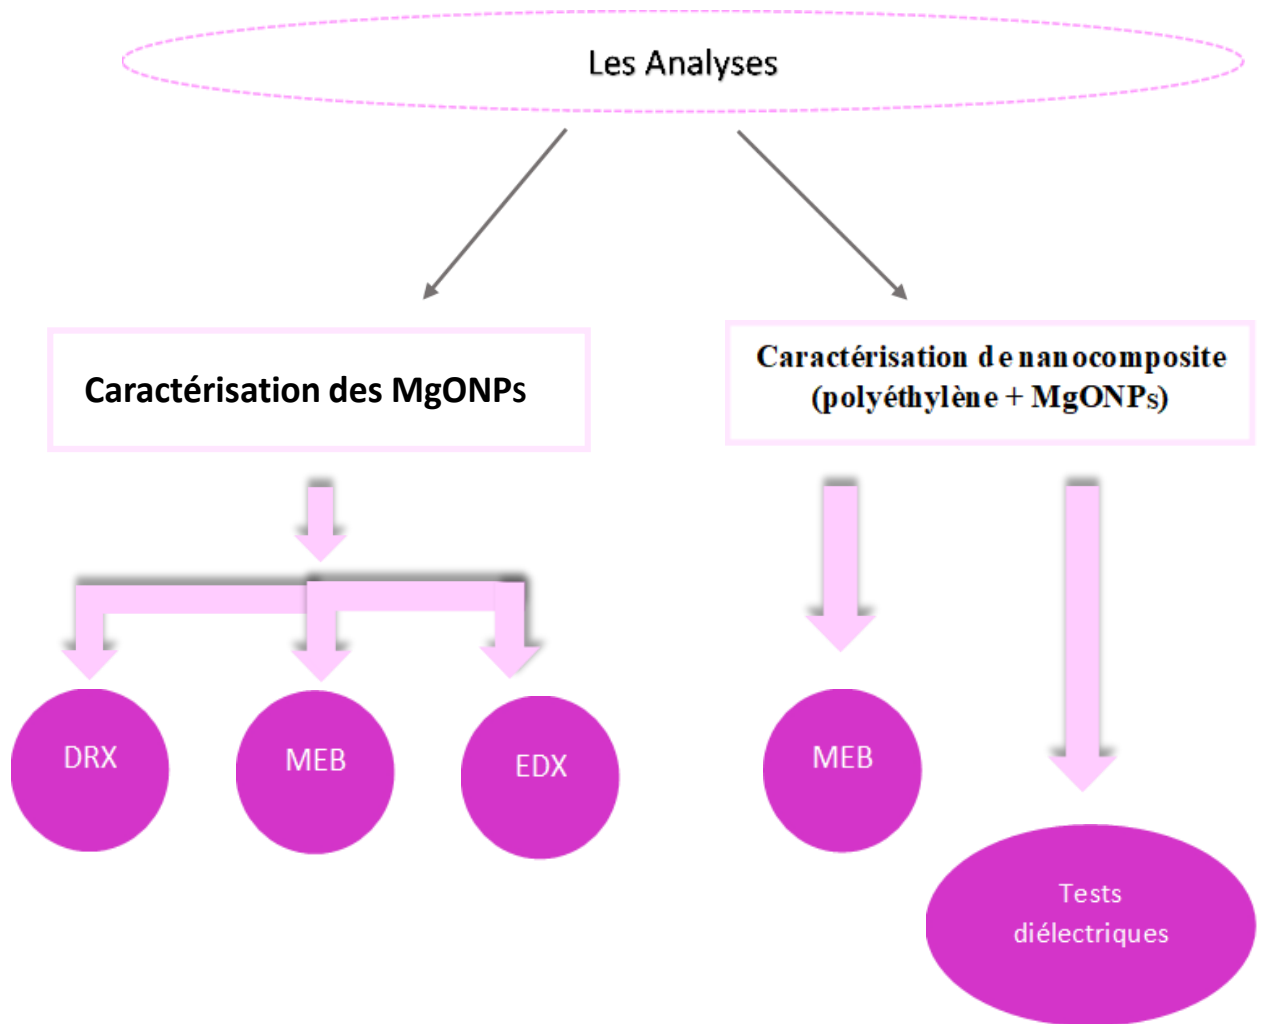 Les Analyses
Caractérisation des MgONPs
Caractérisation de nanocomposite
(polyéthylène + MgONPs)
DRX
MEB
EDX
MEB
Tests
diélectriques